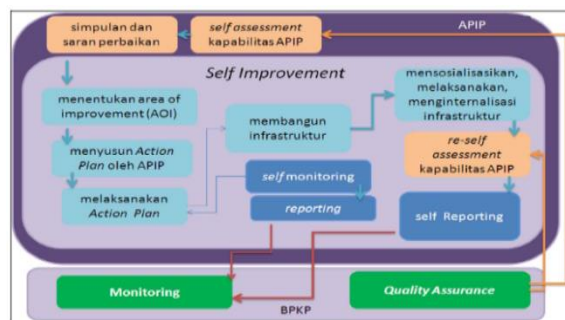 simpulan dan
saran perbaikan
self assessment
kapabilitas APIP
APIP
Self Improvement
menentukan area of
improvement (AOI)
menyusun Action
Plan oleh APIP
melaksanakan
Action Plan
membangun
infrastruktur
mensosialisasikan,
melaksanakan,
menginternalisasi
infrastruktur
re-self
assessment
kapabilitas APIP
self monitoring
reporting
self Reporting
Monitoring
Quality Assurance
BPKP